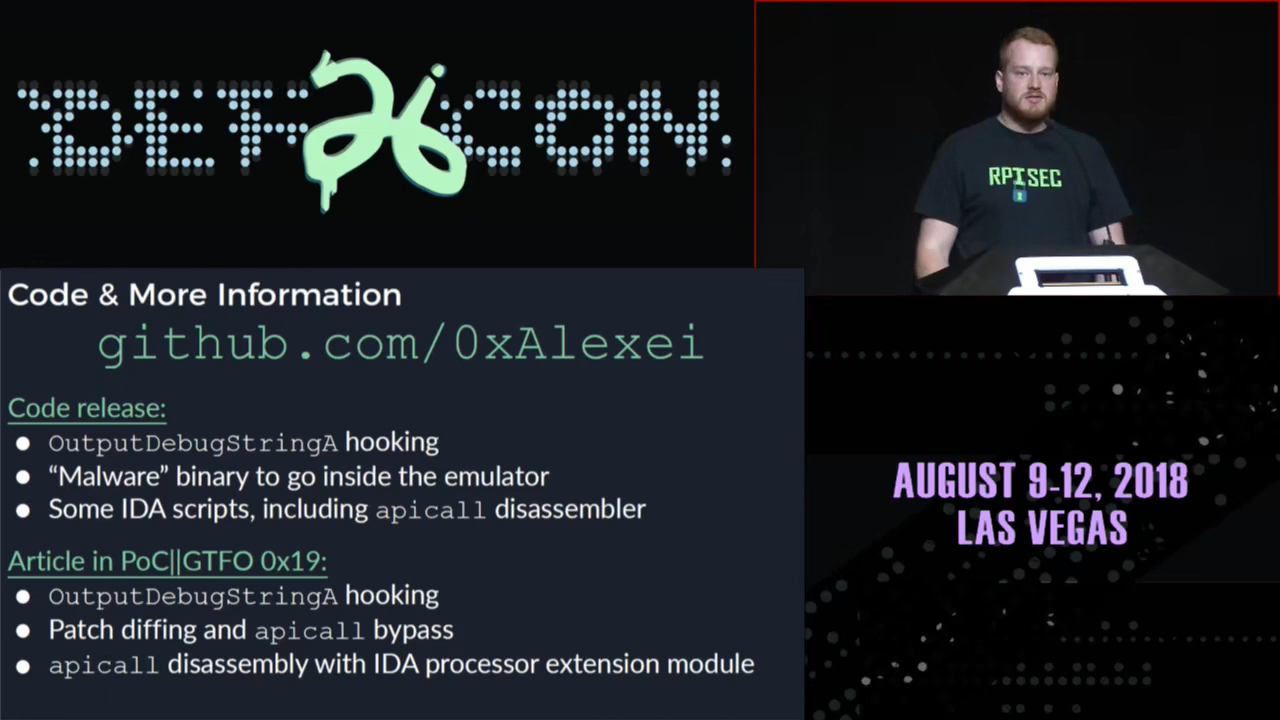 DEF 26 CON
RPISEC
Code & More Information
github.com/0xAlexei
Code release:
● OutputDebugStringA hooking
● “Malware” binary to go inside the emulator
● Some IDA scripts, including apicall disassembler
Article in PoC||GTFO 0x19:
● OutputDebugStringA hooking
● Patch diffing and apicall bypass
● apicall disassembly with IDA processor extension module
AUGUST 9-12, 2018
LAS VEGAS